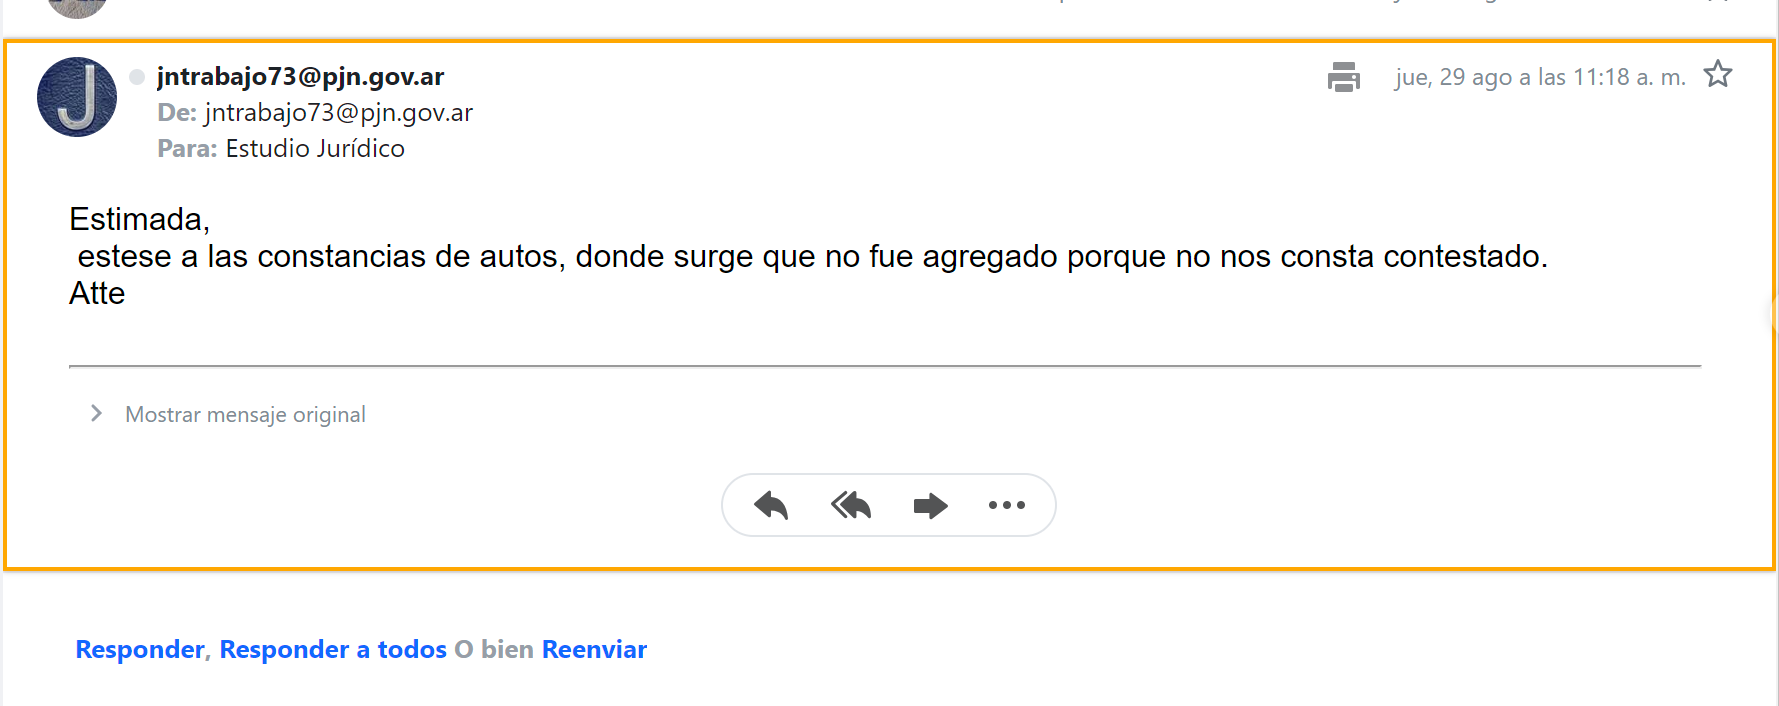 J
jntrabajo73@pjn.gov.ar
jue, 29 ago a las 11:18 a. m.
De: jntrabajo73@pjn.gov.ar
Para: Estudio Jurídico
Estimada,
estese a las constancias de autos, donde surge que no fue agregado porque no nos consta contestado.
Atte
Mostrar mensaje original
Responder, Responder a todos O bien Reenviar